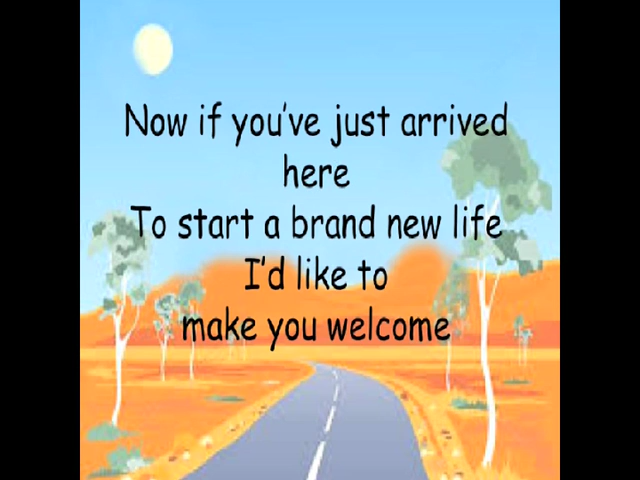 Now if you've just arrived
here
To start a brand new life
I'd like to
make you welcome